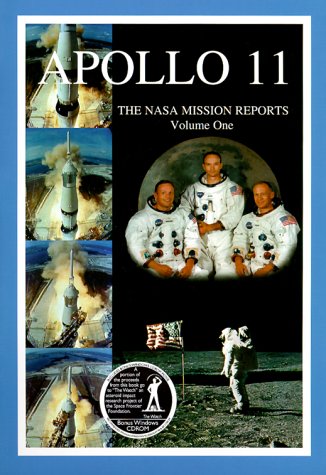 APOLLO 11
THE NASA MISSION REPORTS
Volume One
A
portion of
the proceeds
from this book go
to "The Watch" an
asteroid impact
research project of
the Space Frontier
Foundation.
The Watch
Bonus Windows
CDROM